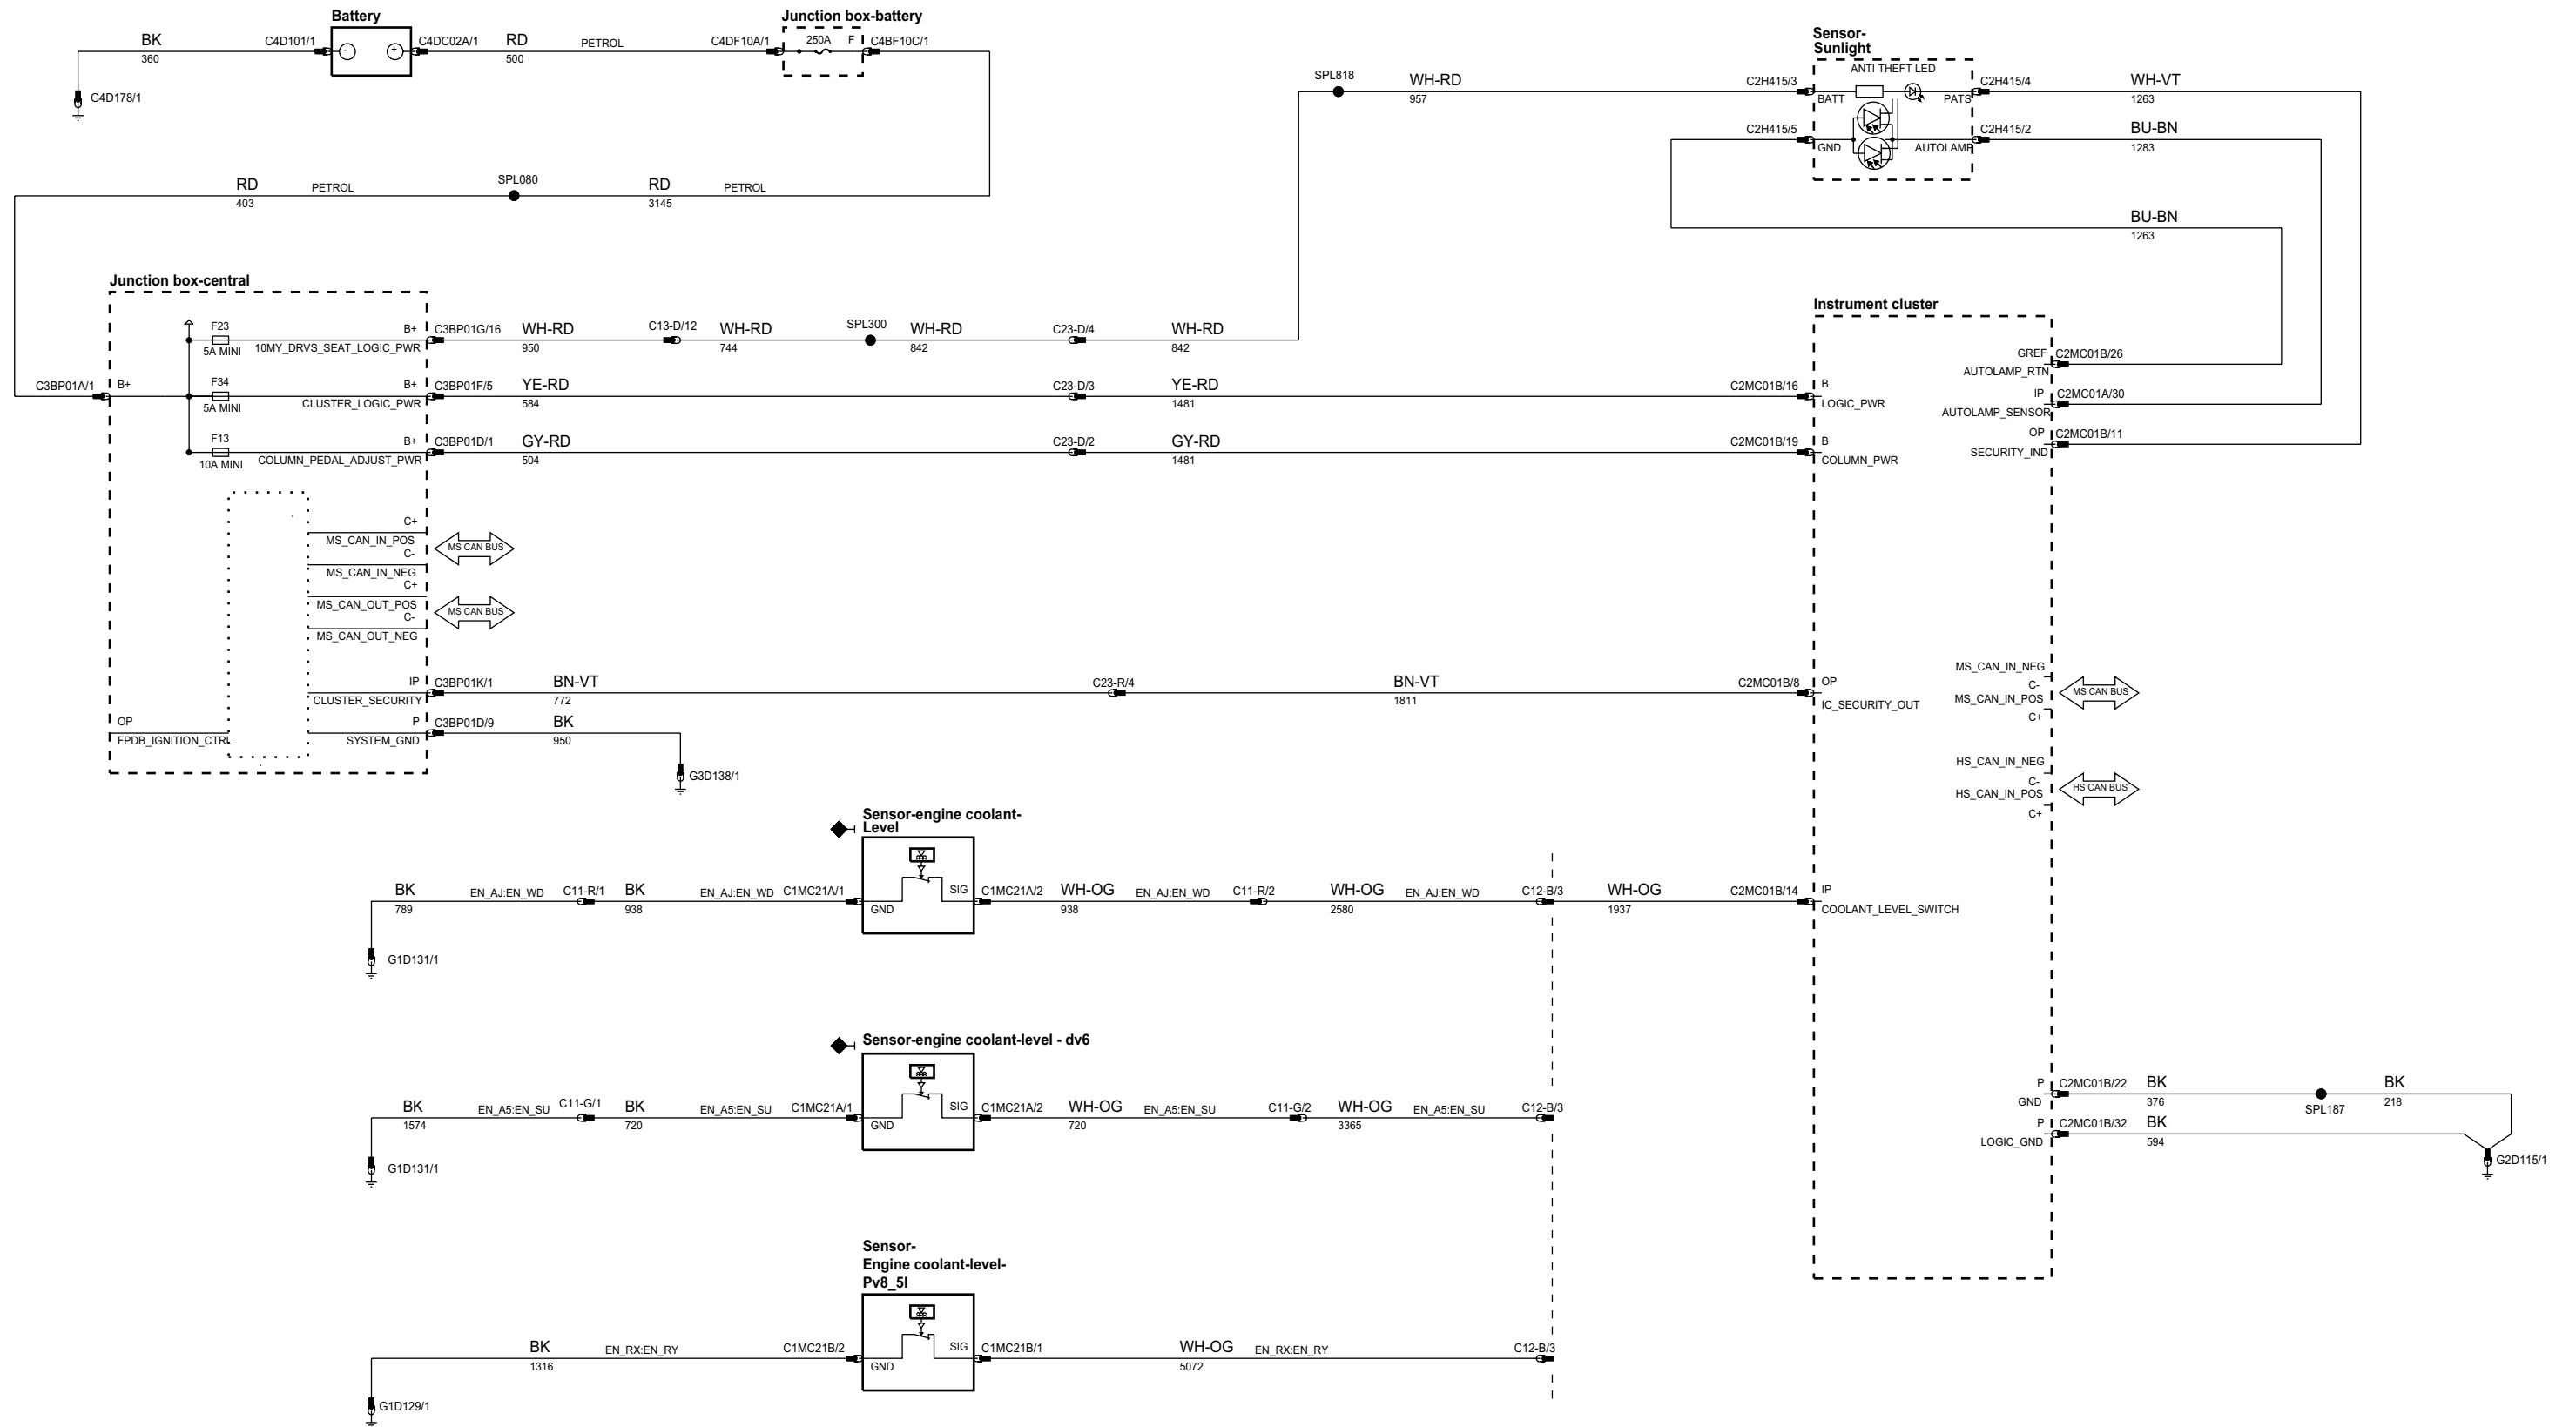 Battery
BK
360
C4D101/1
-
+
C4DC02A/1
RD
500
PETROL
C4DF10A/1
Junction box-battery
250A F
C4BF10C/1
G4D178/1
RD
403
PETROL
SPL080
RD
3145
PETROL
SPL818
WH-RD
957
Sensor-
Sunlight
ANTI THEFT LED
C2H415/3
BATT
PATS
C2H415/4
WH-VT
1263
C2H415/5
GND
AUTOLAMP
C2H415/2
BU-BN
1283
BU-BN
1263
Junction box-central
F23
5A MINI
B+
10MY_DRVS_SEAT_LOGIC_PWR
C3BP01G/16
WH-RD
950
C13-D/12
WH-RD
744
SPL300
WH-RD
842
C23-D/4
WH-RD
842
C3BP01A/1
B+
F34
5A MINI
B+
CLUSTER_LOGIC_PWR
C3BP01F/5
YE-RD
584
C23-D/3
YE-RD
1481
C2MC01B/16
B
LOGIC_PWR
F13
10A MINI
B+
COLUMN_PEDAL_ADJUST_PWR
C3BP01D/1
GY-RD
504
C23-D/2
GY-RD
1481
C2MC01B/19
B
COLUMN_PWR
Instrument cluster
GREF
AUTOLAMP_RTN
C2MC01B/26
IP
AUTOLAMP_SENSOR
C2MC01A/30
OP
SECURITY_IND
C2MC01B/11
C+
MS_CAN_IN_POS
C-
MS_CAN_IN_NEG
MS CAN BUS
C+
MS_CAN_OUT_POS
C-
MS_CAN_OUT_NEG
MS CAN BUS
IP
CLUSTER_SECURITY
C3BP01K/1
BN-VT
772
C23-R/4
BN-VT
1811
C2MC01B/8
OP
IC_SECURITY_OUT
OP
FPDB_IGNITION_CTRL
P
SYSTEM_GND
C3BP01D/9
BK
950
G3D138/1
MS_CAN_IN_NEG
C-
MS_CAN_IN_POS
C+
MS CAN BUS
HS_CAN_IN_NEG
C-
HS_CAN_IN_POS
C+
HS CAN BUS
Sensor-engine coolant-
Level
BK
789
EN_AJ:EN_WD
C11-R/1
BK
938
EN_AJ:EN_WD
C1MC21A/1
GND
SIG
C1MC21A/2
WH-OG
938
EN_AJ:EN_WD
C11-R/2
WH-OG
2580
EN_AJ:EN_WD
C12-B/3
WH-OG
1937
C2MC01B/14
IP
COOLANT_LEVEL_SWITCH
G1D131/1
Sensor-engine coolant-level - dv6
BK
1574
EN_A5:EN_SU
C11-G/1
BK
720
EN_A5:EN_SU
C1MC21A/1
GND
SIG
C1MC21A/2
WH-OG
720
EN_A5:EN_SU
C11-G/2
WH-OG
3365
EN_A5:EN_SU
C12-B/3
G1D131/1
P
GND
C2MC01B/22
BK
376
SPL187
BK
218
P
LOGIC_GND
C2MC01B/32
BK
594
G2D115/1
Sensor-
Engine coolant-level-
Pv8_5l
BK
1316
EN_RX:EN_RY
C1MC21B/2
GND
SIG
C1MC21B/1
WH-OG
5072
EN_RX:EN_RY
C12-B/3
G1D129/1